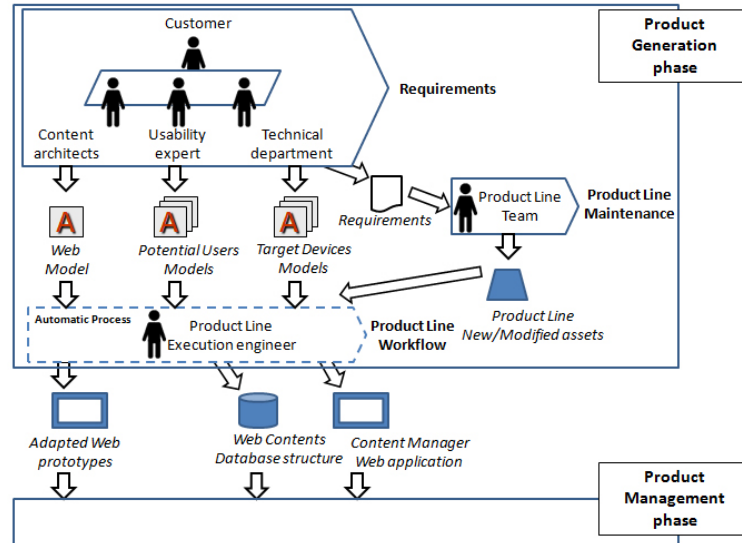 Customer
Product
Generation
phase
Requirements
Content
architects
Usability
expert
Technical
department
Requirements
Product Line
Team
Product Line
Maintenance
A
Web
Model
A
Potential Users
Models
A
Target Devices
Models
Product Line
New/Modified assets
Automatic Process
Product Line
Execution engineer
Product Line
Workflow
Adapted Web
prototypes
Web Contents
Database structure
Content Manager
Web application
Product
Management
phase